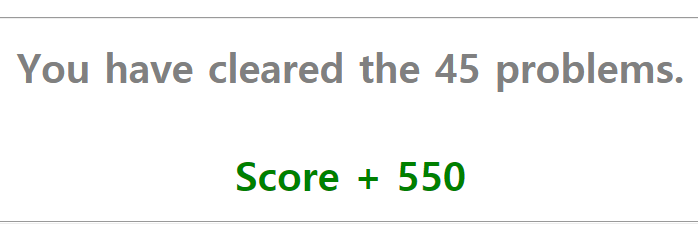 You have cleared the 45 problems.
Score + 550